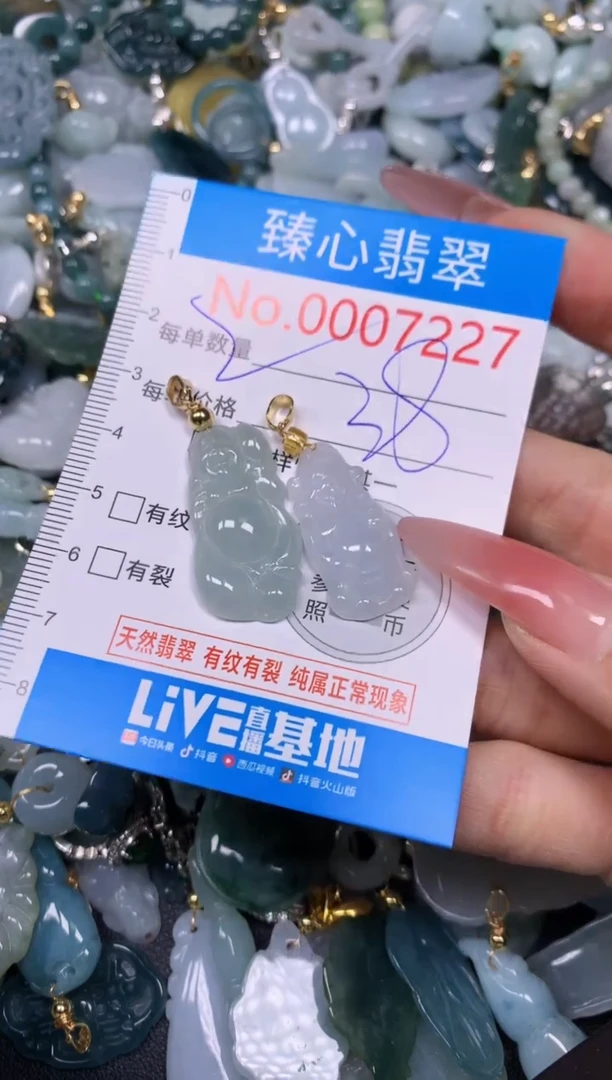 0
臻心翡翠
1
No.0007227
2
每单数量 2
3
每单价格 38
4
样 其一
5
有纹
6
有裂
参
照 币
7
天然翡翠 有纹有裂 纯属正常现象
8
LIVE直播基地
今日头条 抖音 西瓜视频 抖音火山版